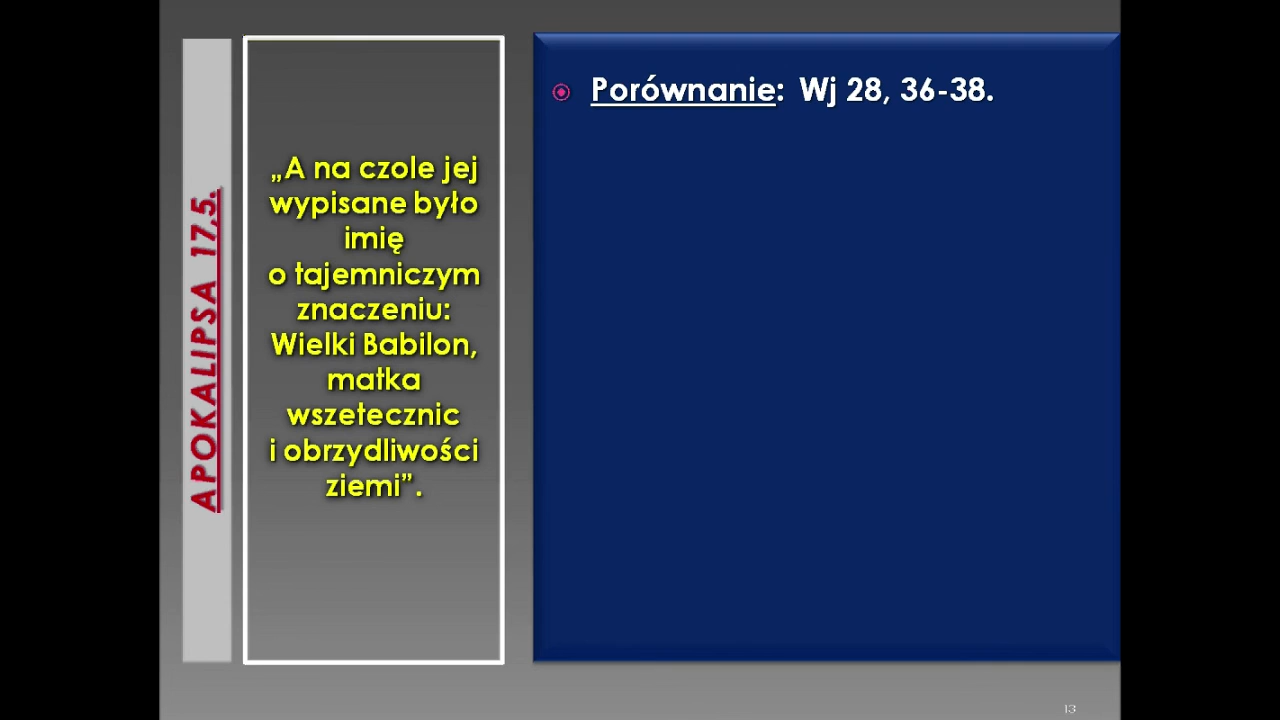 APOKALIPSA 17,5.
„A na czole jej
wypisane było
imię
o tajemniczym
znaczeniu:
Wielki Babilon,
matka
wszetecznic
i obrzydliwości
ziemi”.
Porównanie: Wj 28, 36-38.
13